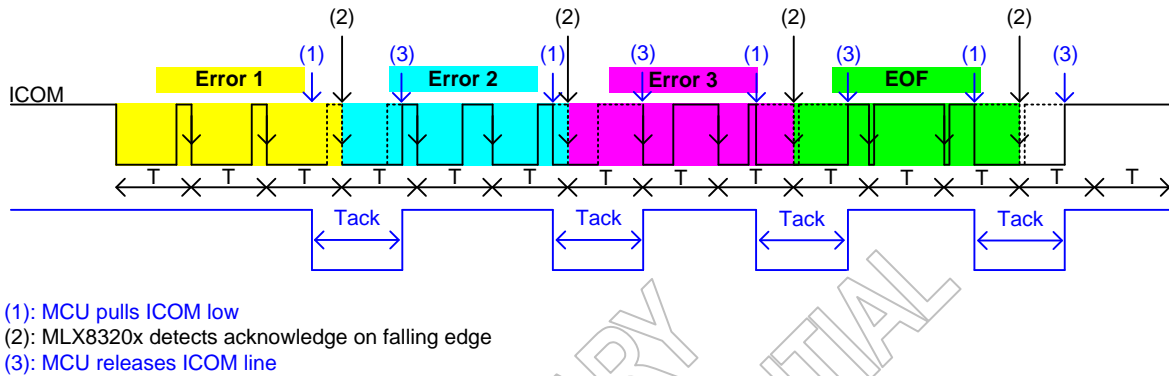 (2) (2) (2) (2)
(1) (3) (1) (3) (1) (3) (1) (3)
Error 1 Error 2 Error 3 EOF
ICOM
T T T T T T T T T T T T T T
Tack Tack Tack Tack
(1): MCU pulls ICOM low
(2): MLX8320x detects acknowledge on falling edge
(3): MCU releases ICOM line